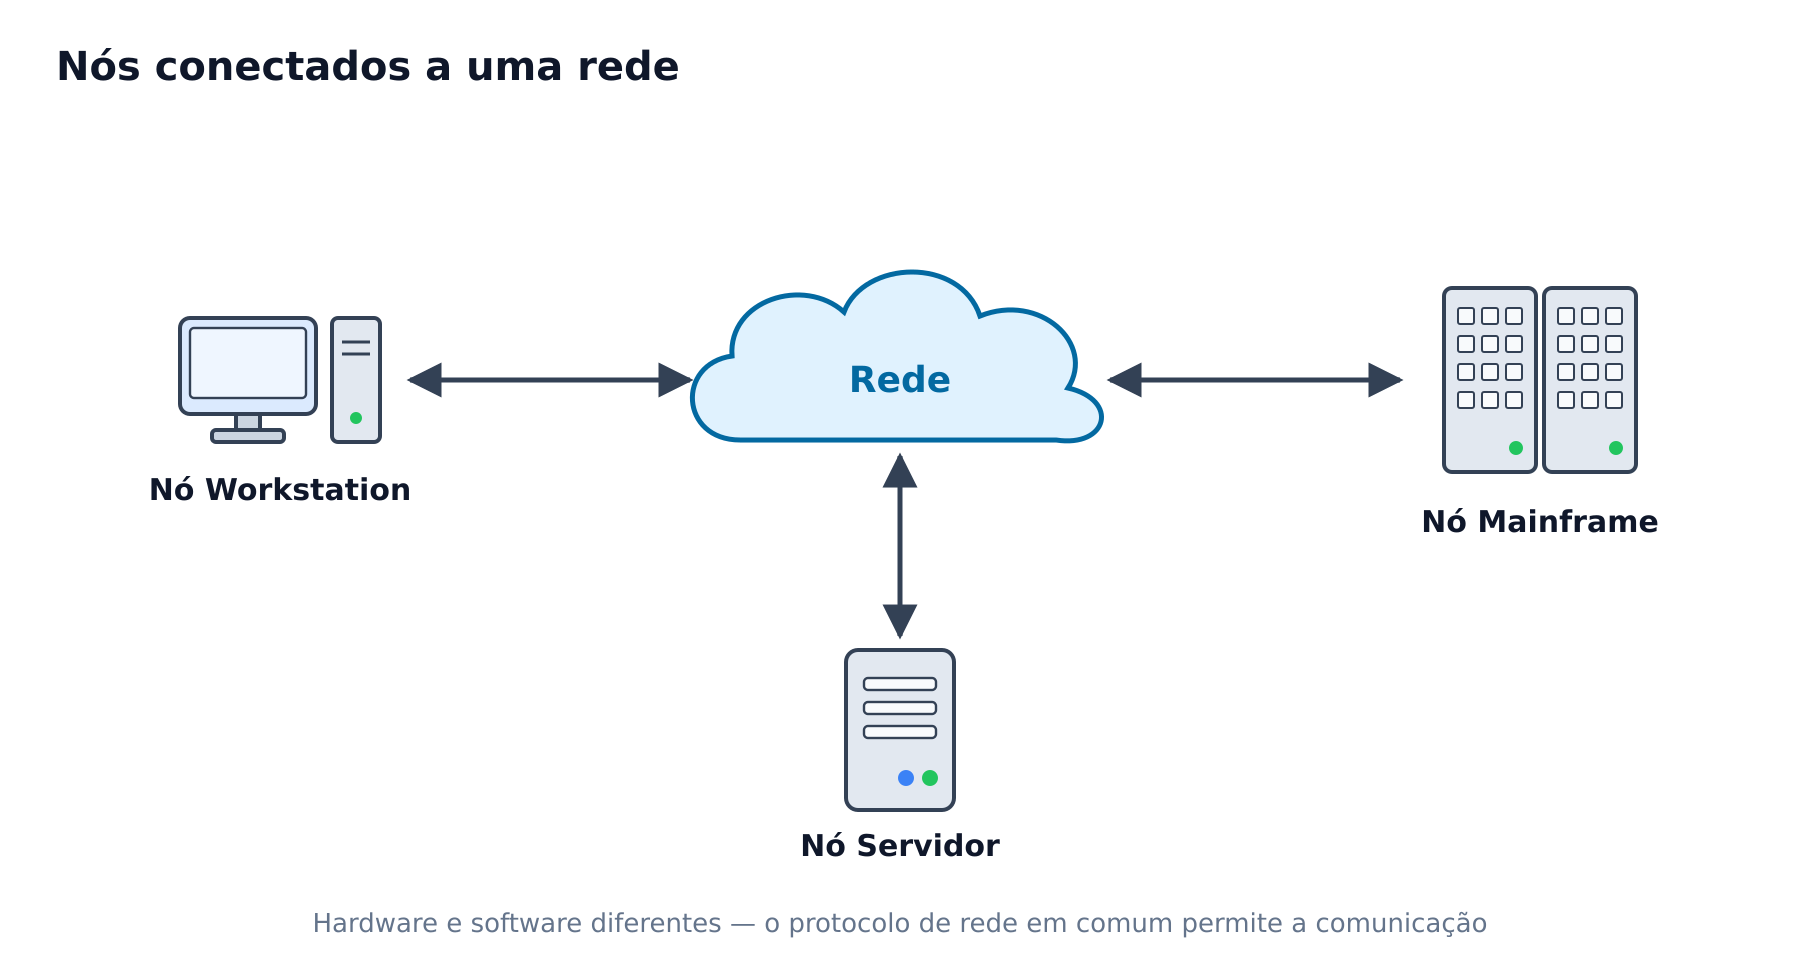 Nós conectados a uma rede
Rede
Nó Workstation
Nó Mainframe
Nó Servidor
Hardware e software diferentes — o protocolo de rede em comum permite a comunicação